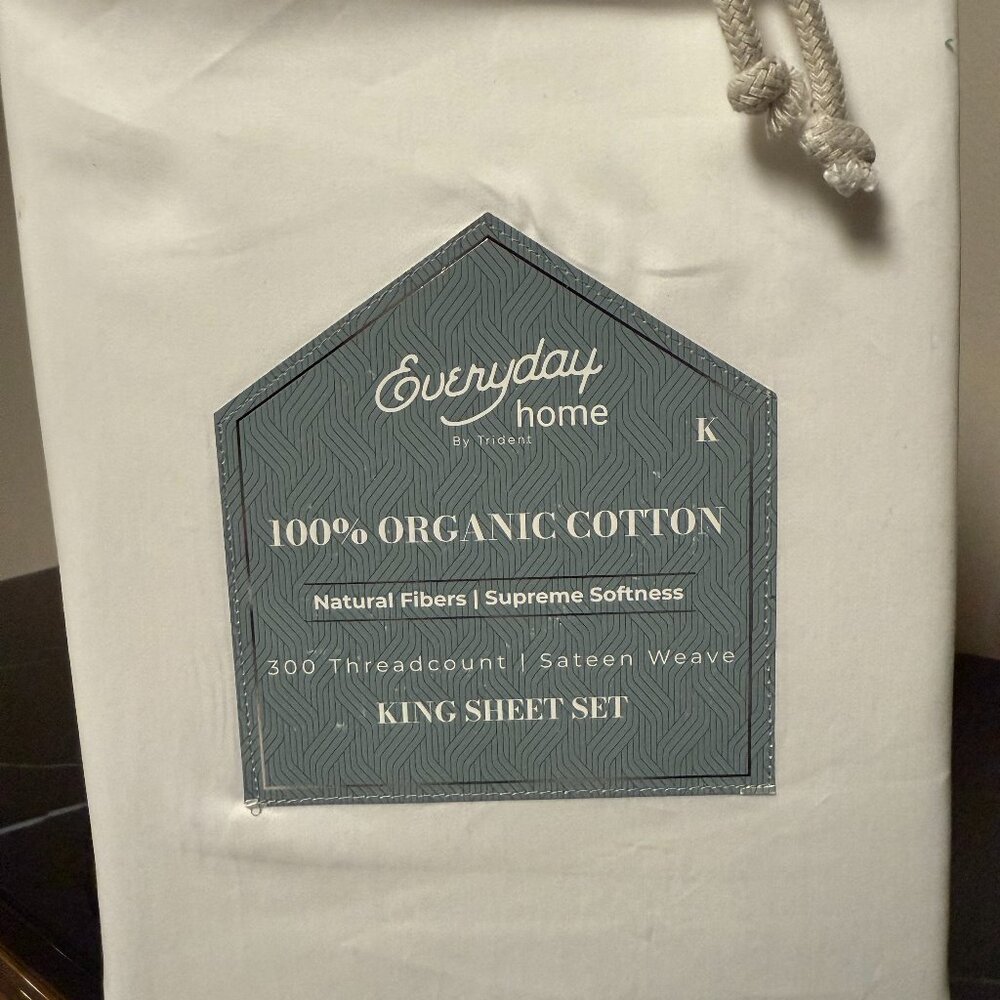 Everyday
home
By Trident
K
100% ORGANIC COTTON
Natural Fibers | Supreme Softness
300 Threadcount | Sateen Weave
KING SHEET SET